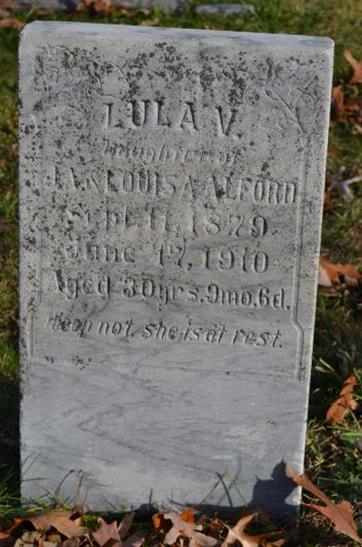 LULA V.
Daughter of
J.V. & LOUISA ALFORD
Sept. 11, 1879
June 17, 1910
Aged 30 yrs. 9 mo. 6 d.
Weep not, she is at rest.